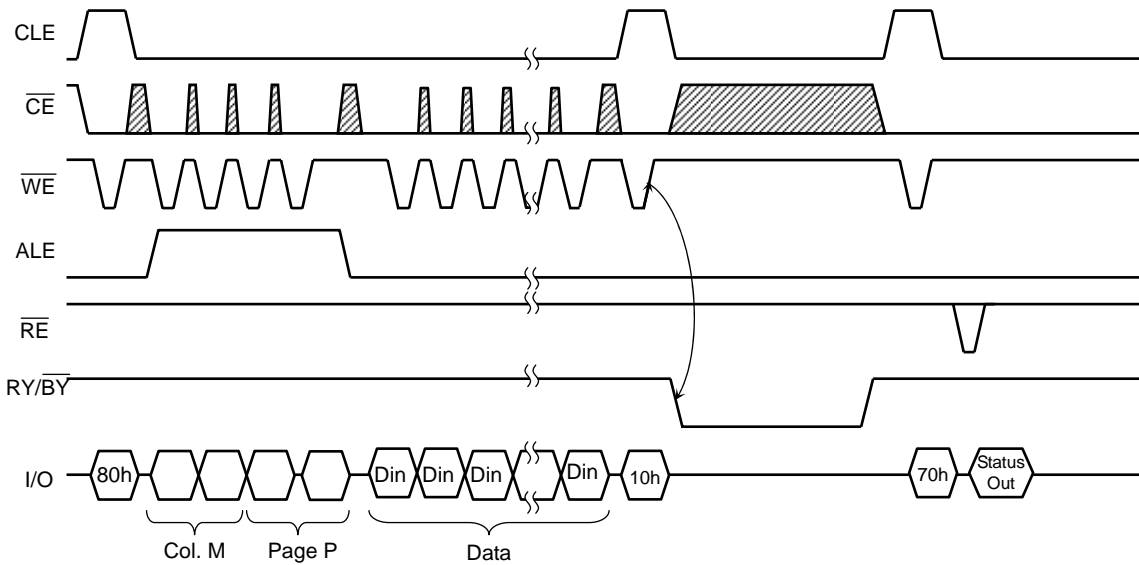 CLE
CE
WE
ALE
RE
RY/BY
I/O
80h
Din
Din
Din
Din
10h
70h
Status
Out
Col. M
Page P
Data